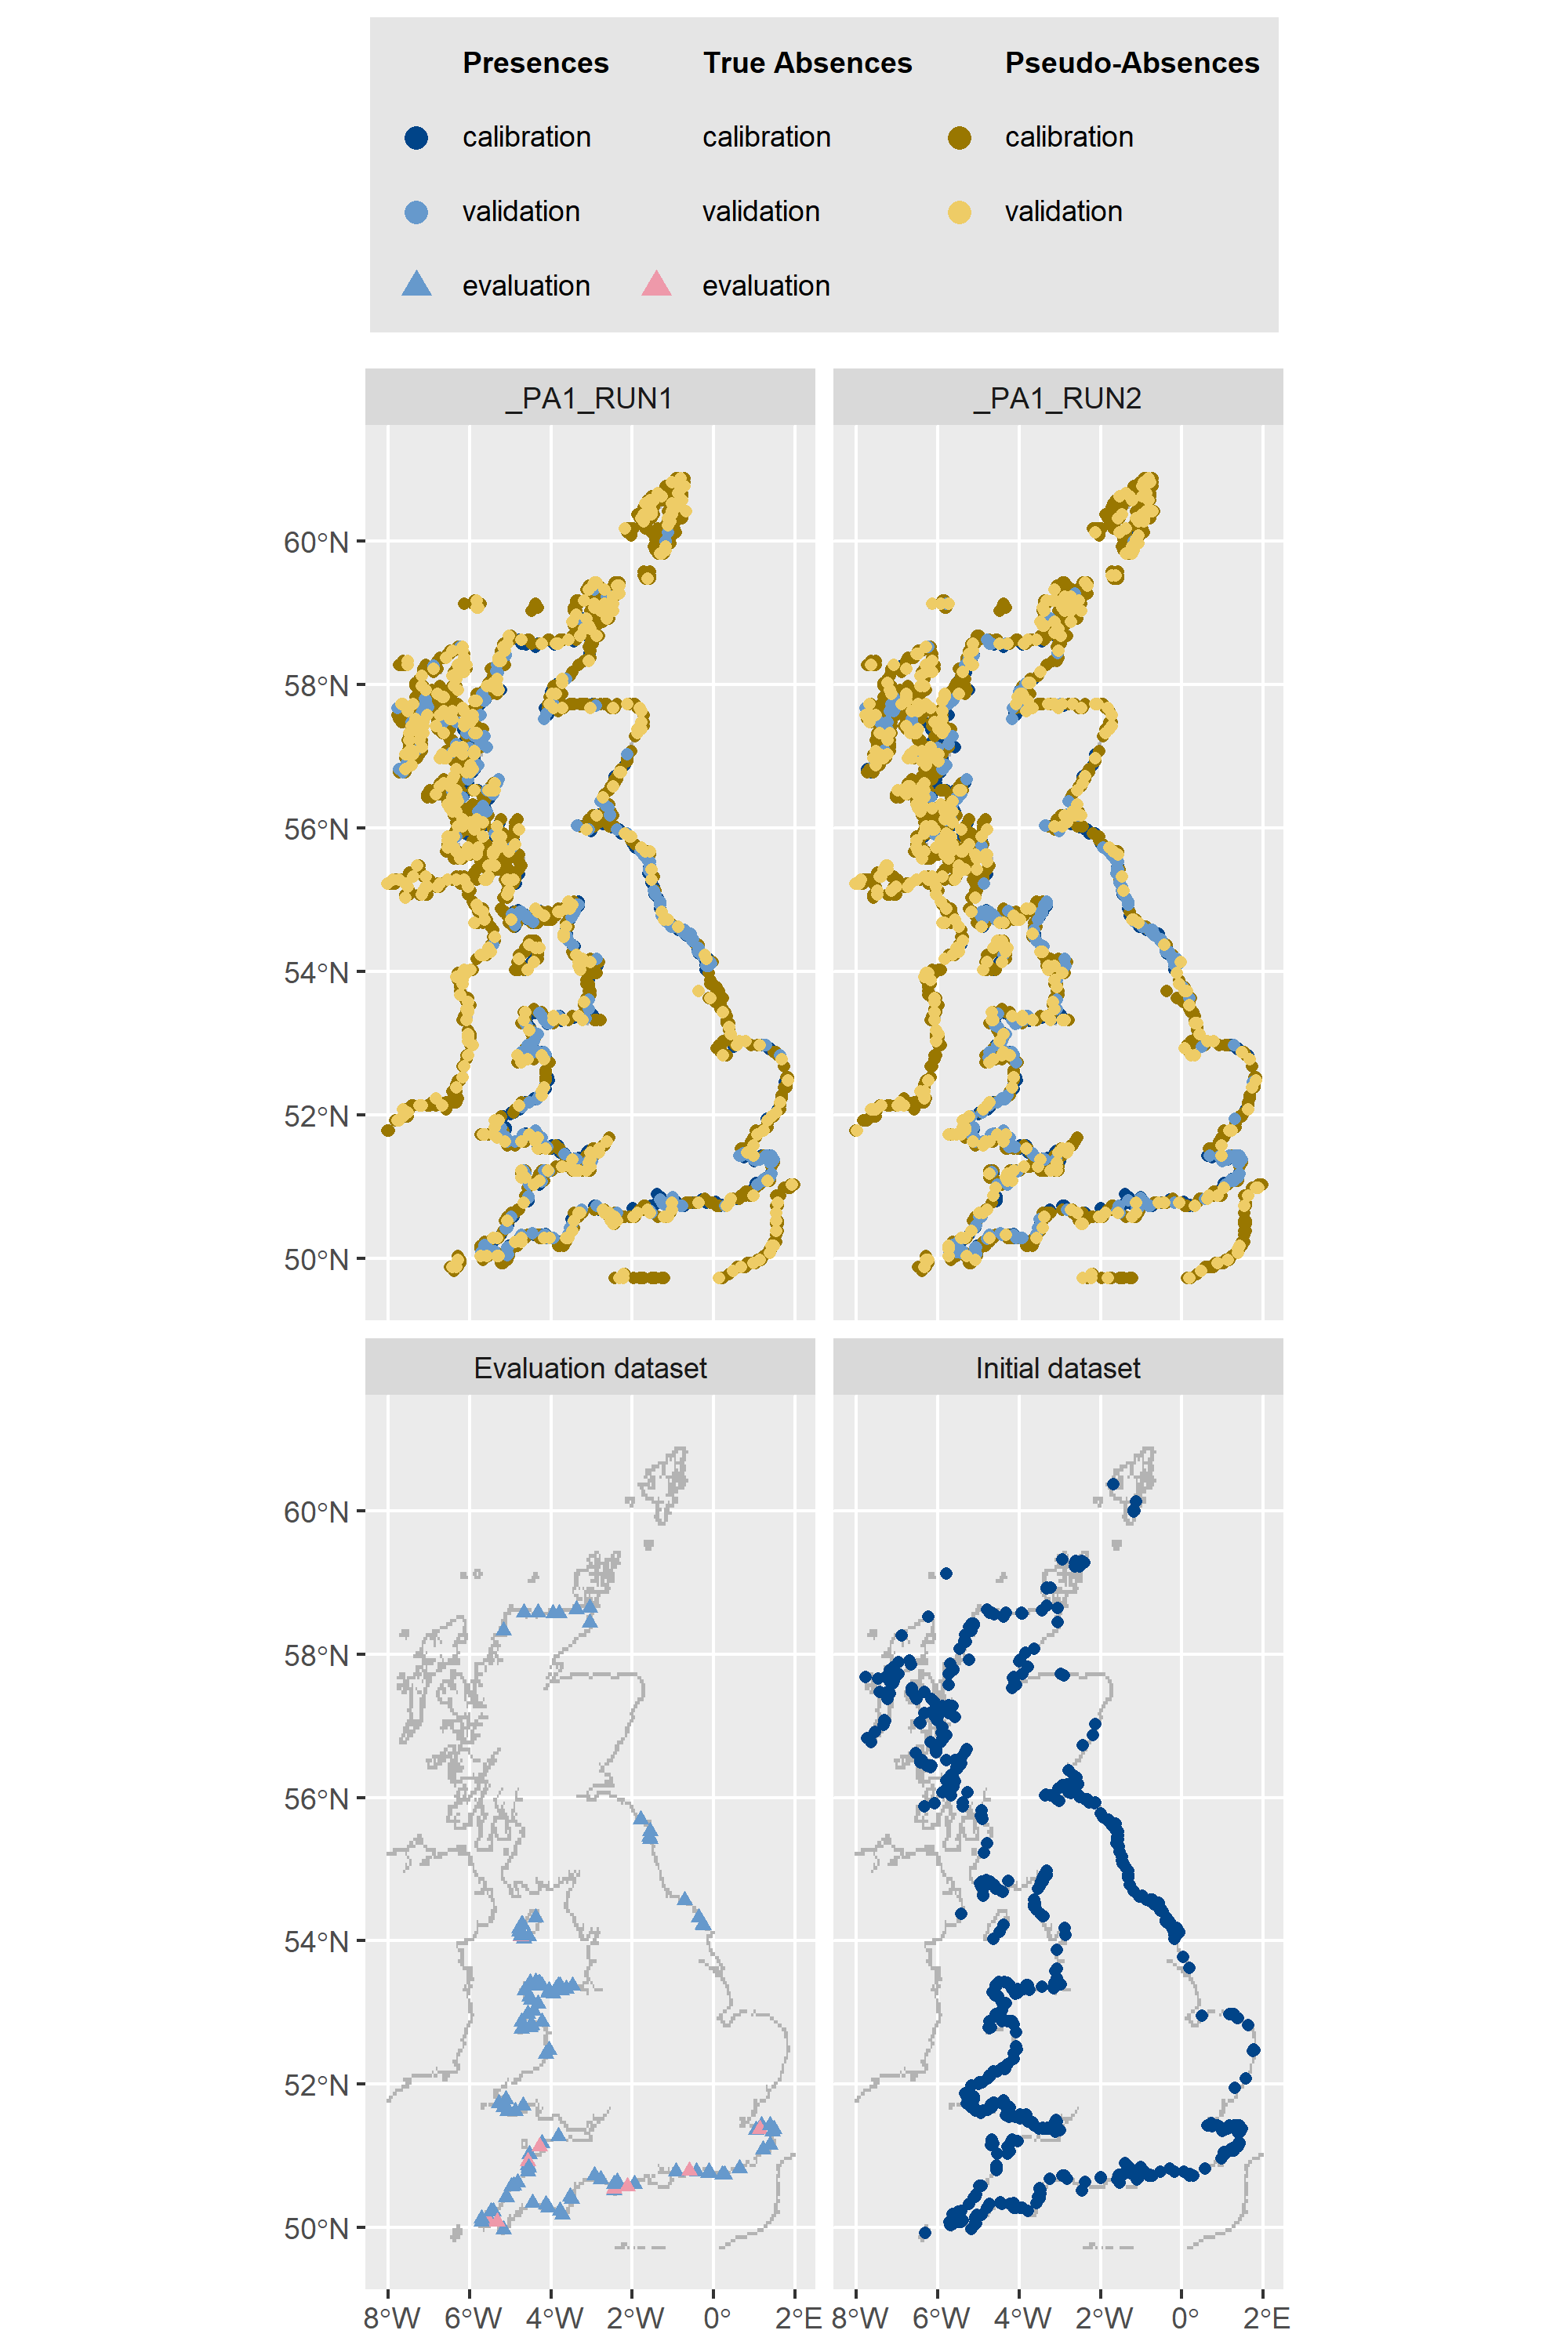 Presences True Absences Pseudo-Absences
calibration calibration calibration
validation validation validation
evaluation evaluation
_PA1_RUN1 _PA1_RUN2
60°N
58°N
56°N
54°N
52°N
50°N
Evaluation dataset Initial dataset
60°N
58°N
56°N
54°N
52°N
50°N
8°W 6°W 4°W 2°W 0° 2°E 8°W 6°W 4°W 2°W 0° 2°E